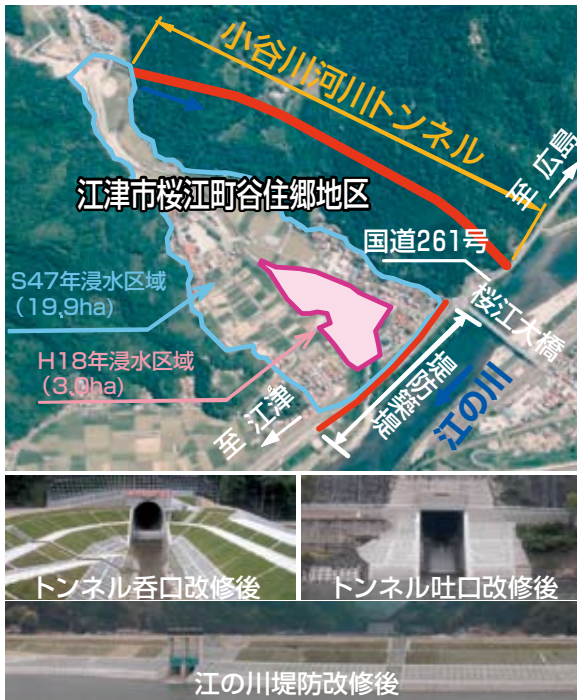 小谷川河川トンネル
至 広島
江津市桜江町谷住郷地区
国道261号
S47年浸水区域
(19.9ha)
桜江大橋
H18年浸水区域
(3.0ha)
堤防築堤
江の川
至 江津
トンネル呑口改修後
トンネル吐口改修後
江の川堤防改修後